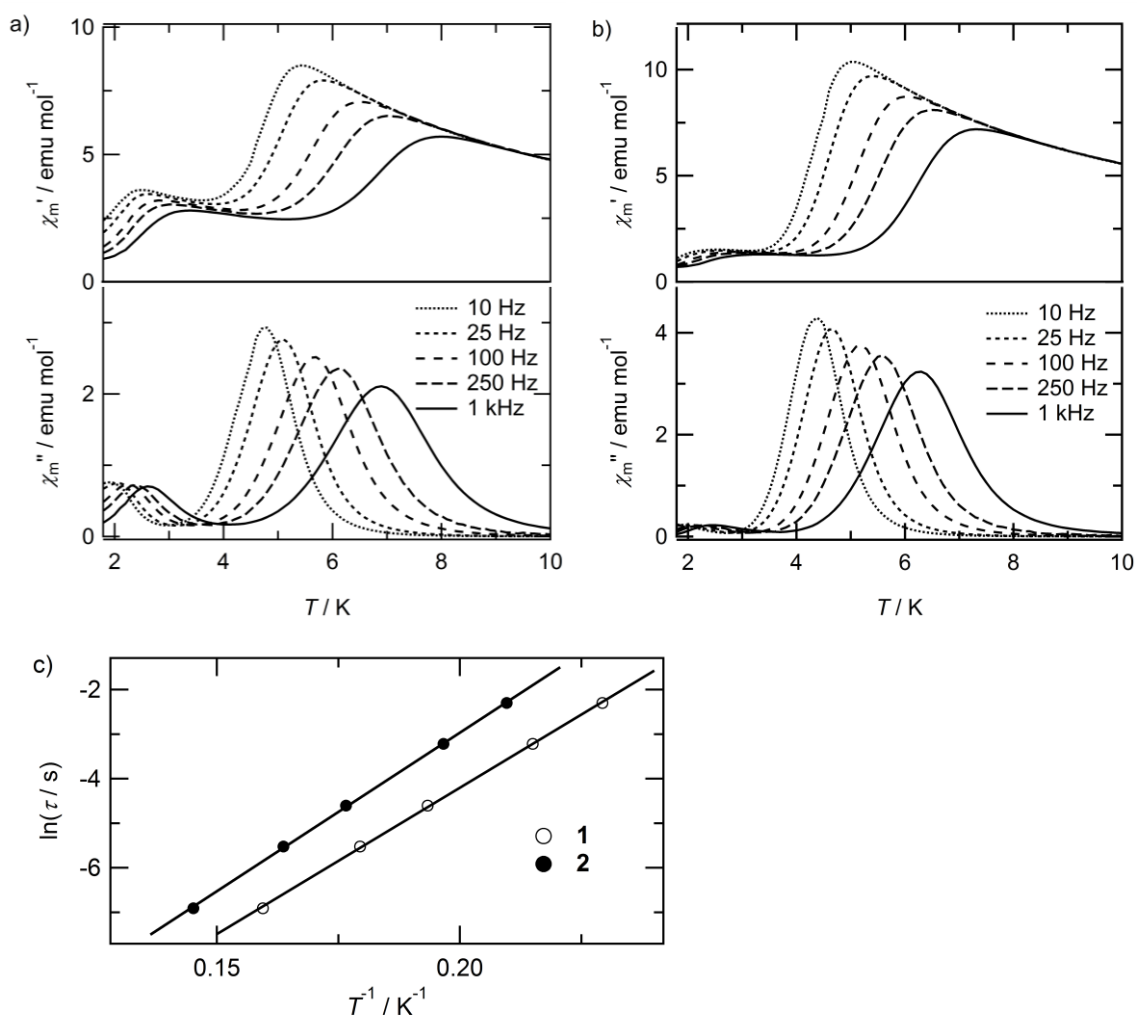 a)
10
5
0
χm' / emu mol-1
2
0
χm'' / emu mol-1
10 Hz
25 Hz
100 Hz
250 Hz
1 kHz
2 4 6 8 10
T / K
b)
10
5
0
χm' / emu mol-1
4
2
0
χm'' / emu mol-1
10 Hz
25 Hz
100 Hz
250 Hz
1 kHz
2 4 6 8 10
T / K
c)
-2
-4
-6
ln(τ / s)
1
2
0.15 0.20
T-1 / K-1